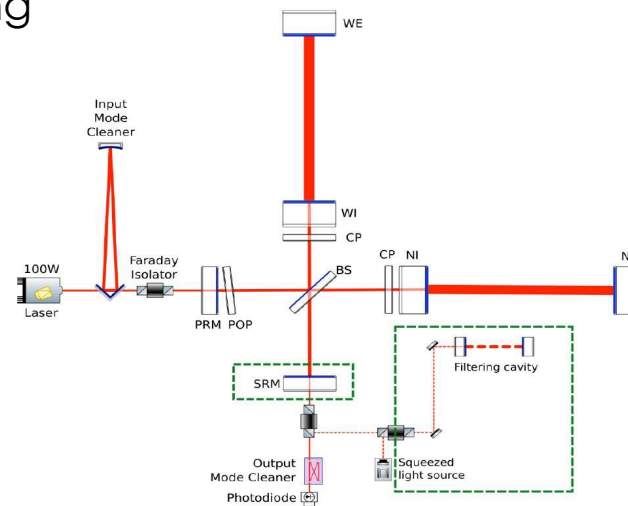 ng
WE
Input
Mode
Cleaner
WI
CP
100W
Laser
Faraday
Isolator
PRM POP
BS
CP NI
N
SRM
Filtering cavity
Output
Mode Cleaner
Squeezed
light source
Photodiode